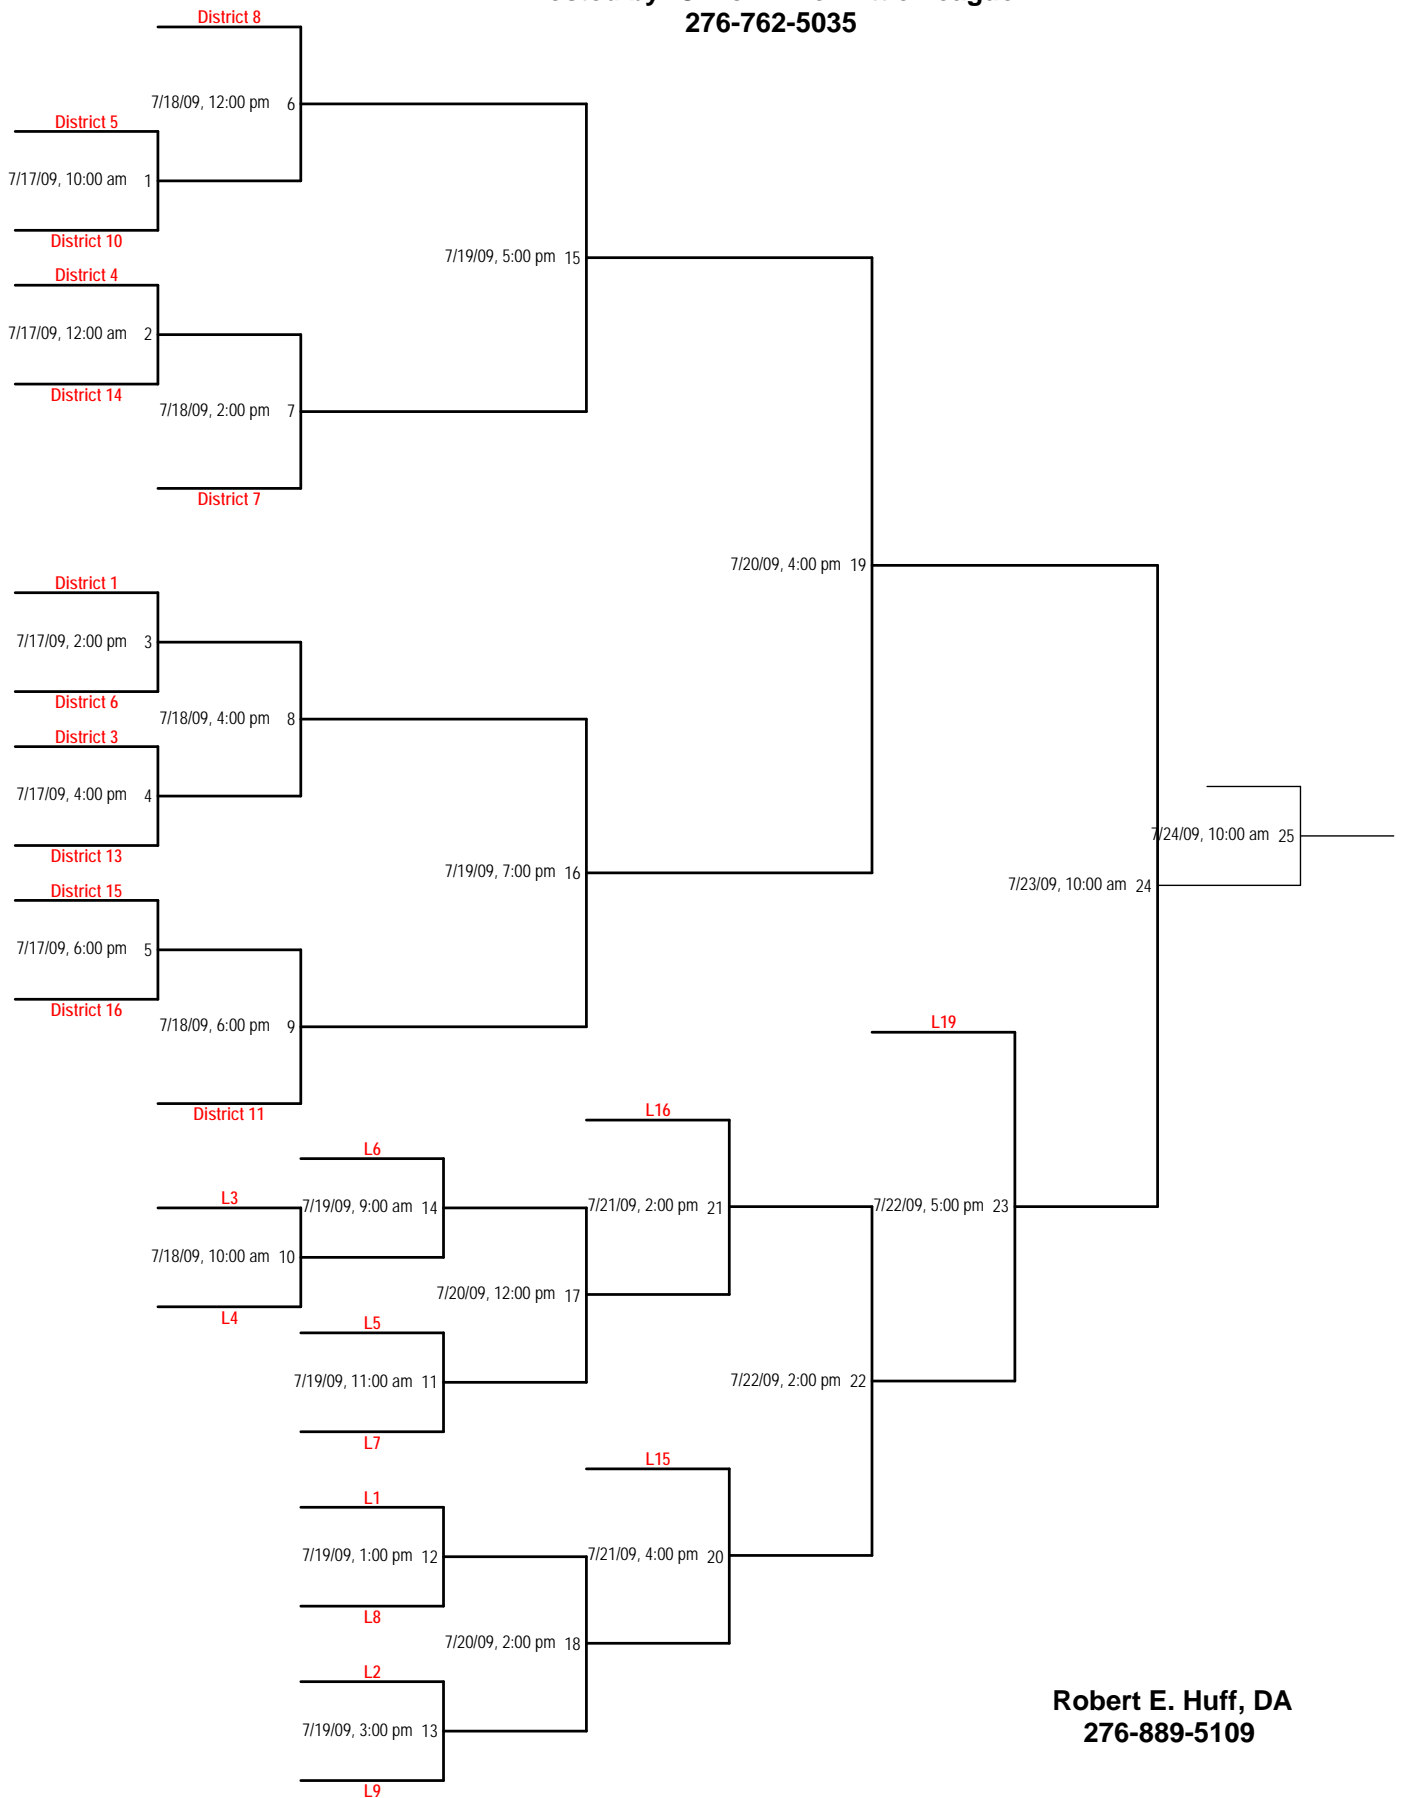 276-762-5035
District 8
7/18/09, 12:00 pm 6
District 5
7/17/09, 10:00 am 1
District 10
7/19/09, 5:00 pm 15
District 4
7/17/09, 12:00 am 2
District 14
7/18/09, 2:00 pm 7
District 7
7/20/09, 4:00 pm 19
District 1
7/17/09, 2:00 pm 3
District 6
7/18/09, 4:00 pm 8
District 3
7/17/09, 4:00 pm 4
District 13
7/24/09, 10:00 am 25
7/19/09, 7:00 pm 16
7/23/09, 10:00 am 24
District 15
7/17/09, 6:00 pm 5
District 16
7/18/09, 6:00 pm 9
L19
District 11
L16
L6
L3
7/19/09, 9:00 am 14
7/21/09, 2:00 pm 21
7/22/09, 5:00 pm 23
7/18/09, 10:00 am 10
7/20/09, 12:00 pm 17
L4
L5
7/19/09, 11:00 am 11
7/22/09, 2:00 pm 22
L7
L15
L1
7/19/09, 1:00 pm 12
7/21/09, 4:00 pm 20
L8
7/20/09, 2:00 pm 18
L2
7/19/09, 3:00 pm 13
L9
Robert E. Huff, DA
276-889-5109